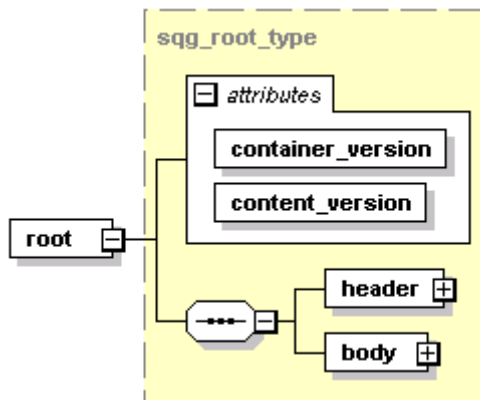 sqg_root_type
attributes
container_version
content_version
root
header
body